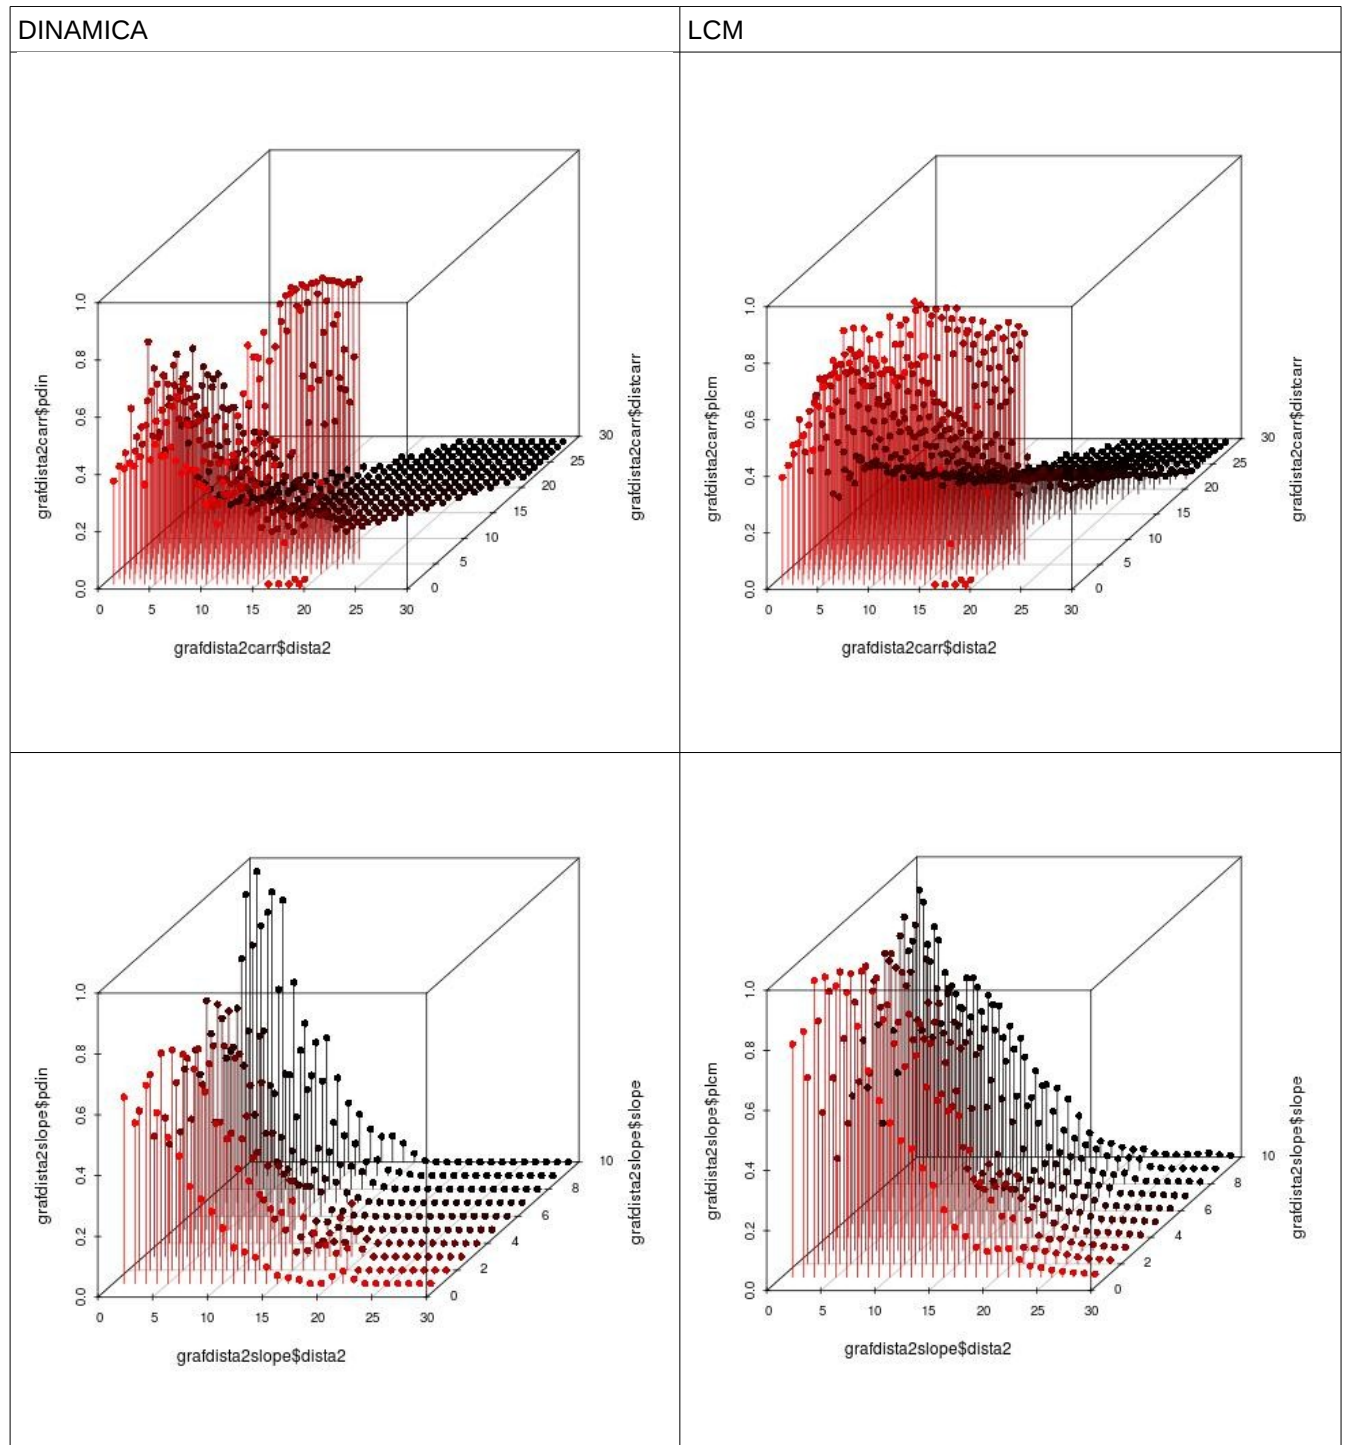 DINAMICA
LCM
grafdista2carr$pdin
0.0 0.2 0.4 0.6 0.8 1.0
0 5 10 15 20 25 30
grafdista2carr$dista2
0 5 10 15 20 25 30
grafdista2carr$distcarr
grafdista2carr$plcm
0.0 0.2 0.4 0.6 0.8 1.0
0 5 10 15 20 25 30
grafdista2carr$dista2
0 5 10 15 20 25 30
grafdista2carr$distcarr
grafdista2slope$pdin
0.0 0.2 0.4 0.6 0.8 1.0
0 5 10 15 20 25 30
grafdista2slope$dista2
0 2 4 6 8 10
grafdista2slope$slope
grafdista2slope$plcm
0.0 0.2 0.4 0.6 0.8 1.0
0 5 10 15 20 25 30
grafdista2slope$dista2
0 2 4 6 8 10
grafdista2slope$slope